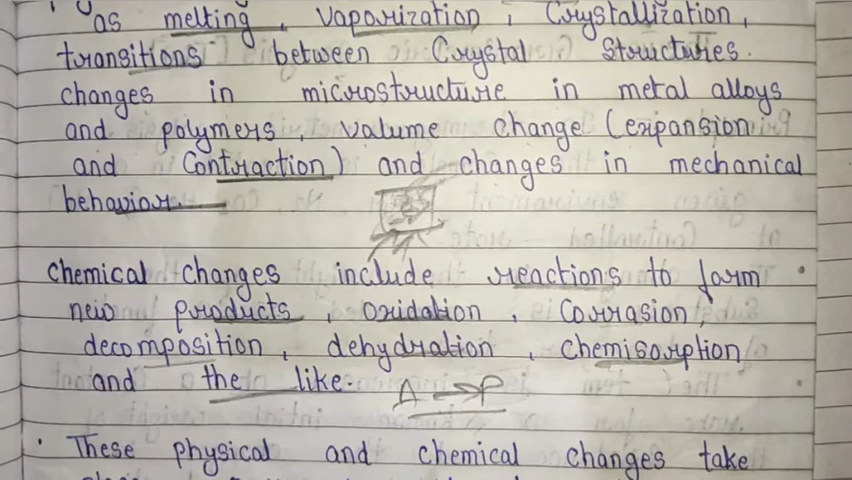 as melting, vaporization, Crystallization,
transitions between Crystal Structures.
changes in microstructure in metal alloys
and polymers, valume change (expansion
and Contraction) and changes in mechanical
behavior.
chemical changes include reactions to form
new products, oxidation, Corrasion,
decomposition, dehydration, chemisorption
and the like.
A → P
• These physical and chemical changes take